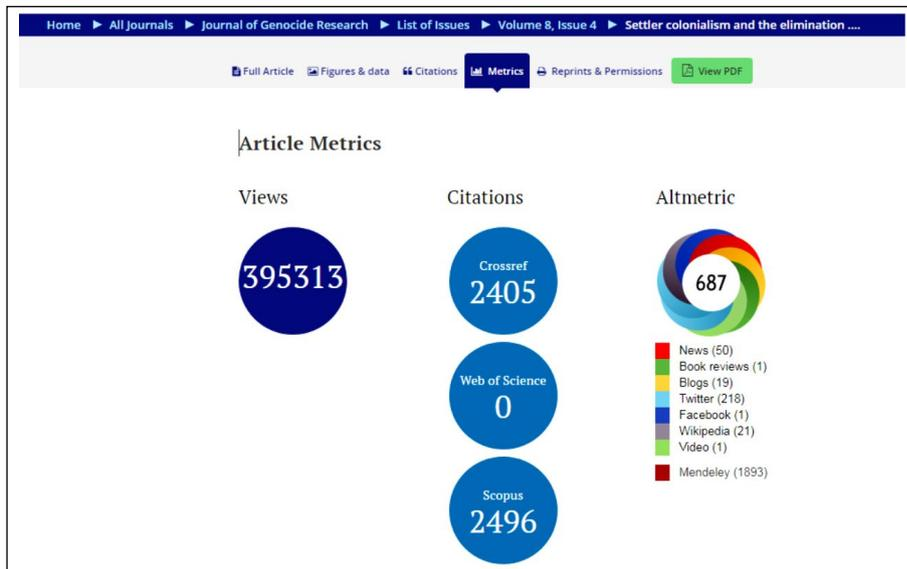 Home ▶ All Journals ▶ Journal of Genocide Research ▶ List of Issues ▶ Volume 8, Issue 4 ▶ Settler colonialism and the elimination ....
Full Article Figures & data Citations Metrics Reprints & Permissions View PDF
Article Metrics
Views
395313
Citations
Crossref
2405
Web of Science
0
Scopus
2496
Altmetric
687
News (50)
Book reviews (1)
Blogs (19)
Twitter (218)
Facebook (1)
Wikipedia (21)
Video (1)
Mendeley (1893)